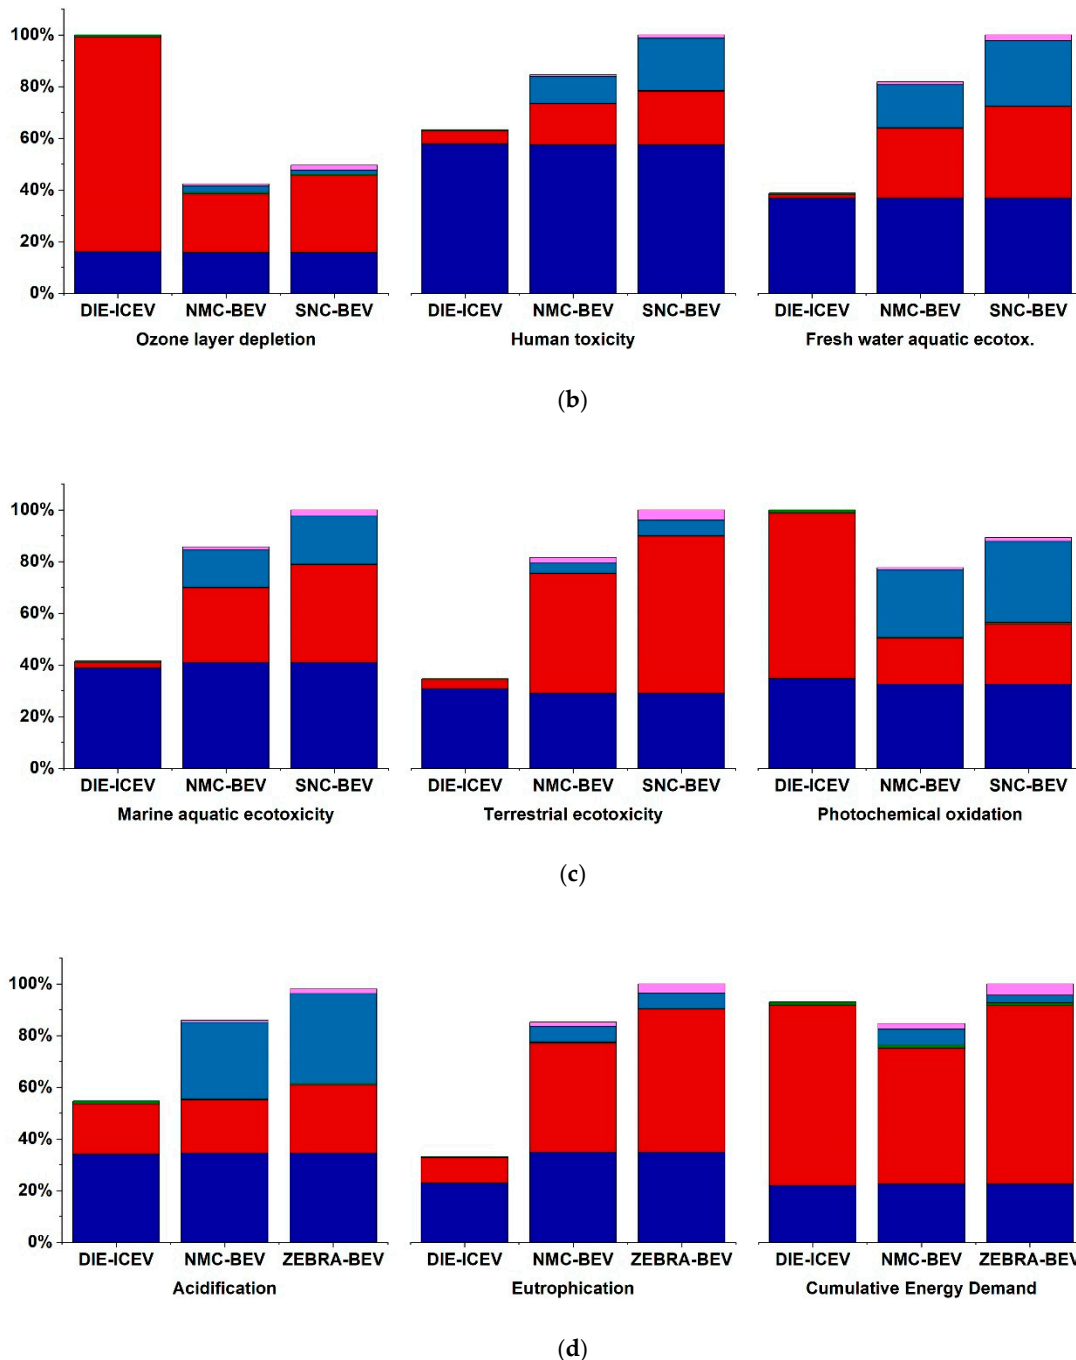 100%
80%
60%
40%
20%
0%
DIE-ICEV NMC-BEV SNC-BEV DIE-ICEV NMC-BEV SNC-BEV DIE-ICEV NMC-BEV SNC-BEV
Ozone layer depletion Human toxicity Fresh water aquatic ecotox.
(b)
100%
80%
60%
40%
20%
0%
DIE-ICEV NMC-BEV SNC-BEV DIE-ICEV NMC-BEV SNC-BEV DIE-ICEV NMC-BEV SNC-BEV
Marine aquatic ecotoxicity Terrestrial ecotoxicity Photochemical oxidation
(c)
100%
80%
60%
40%
20%
0%
DIE-ICEV NMC-BEV ZEBRA-BEV DIE-ICEV NMC-BEV ZEBRA-BEV DIE-ICEV NMC-BEV ZEBRA-BEV
Acidification Eutrophication Cumulative Energy Demand
(d)